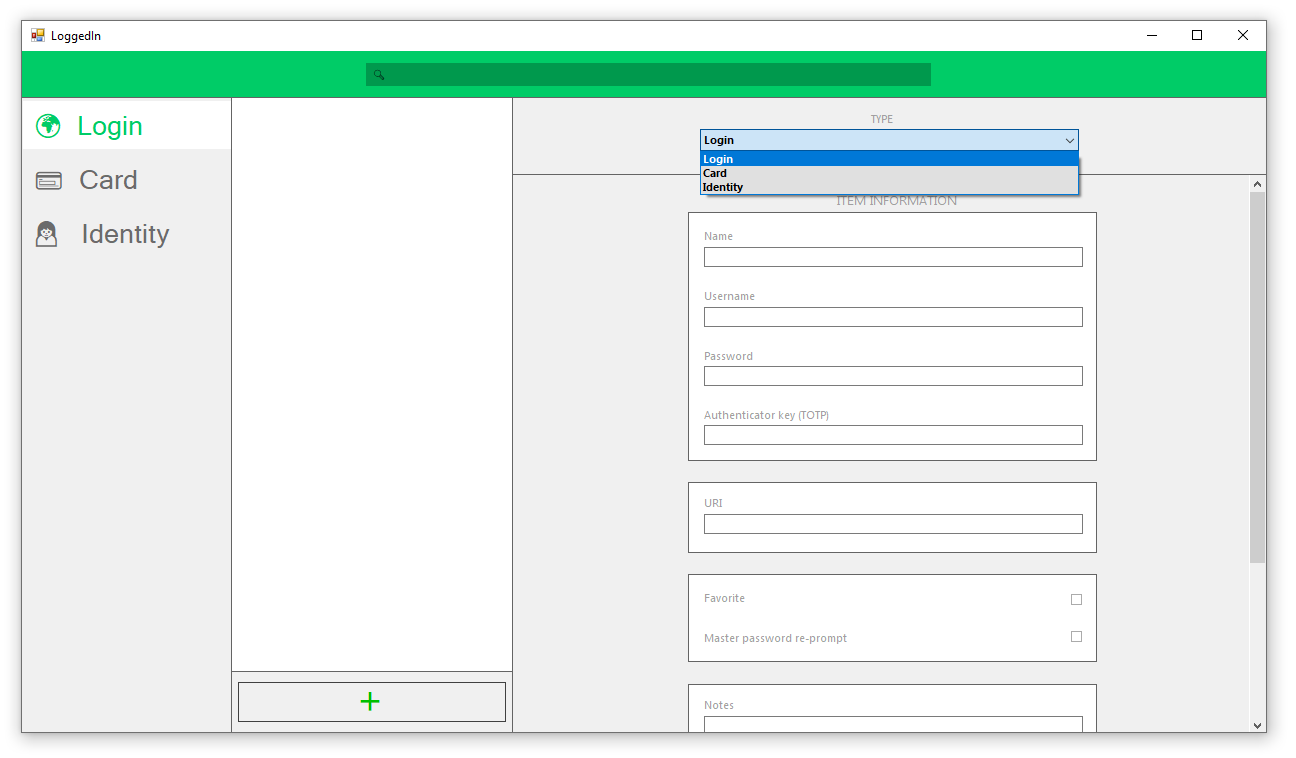 LoggedIn
Login
Card
Identity
TYPE
Login
Login
Card
Identity
ITEM INFORMATION
Name
Username
Password
Authenticator key (TOTP)
URI
Favorite
Master password re-prompt
Notes
+